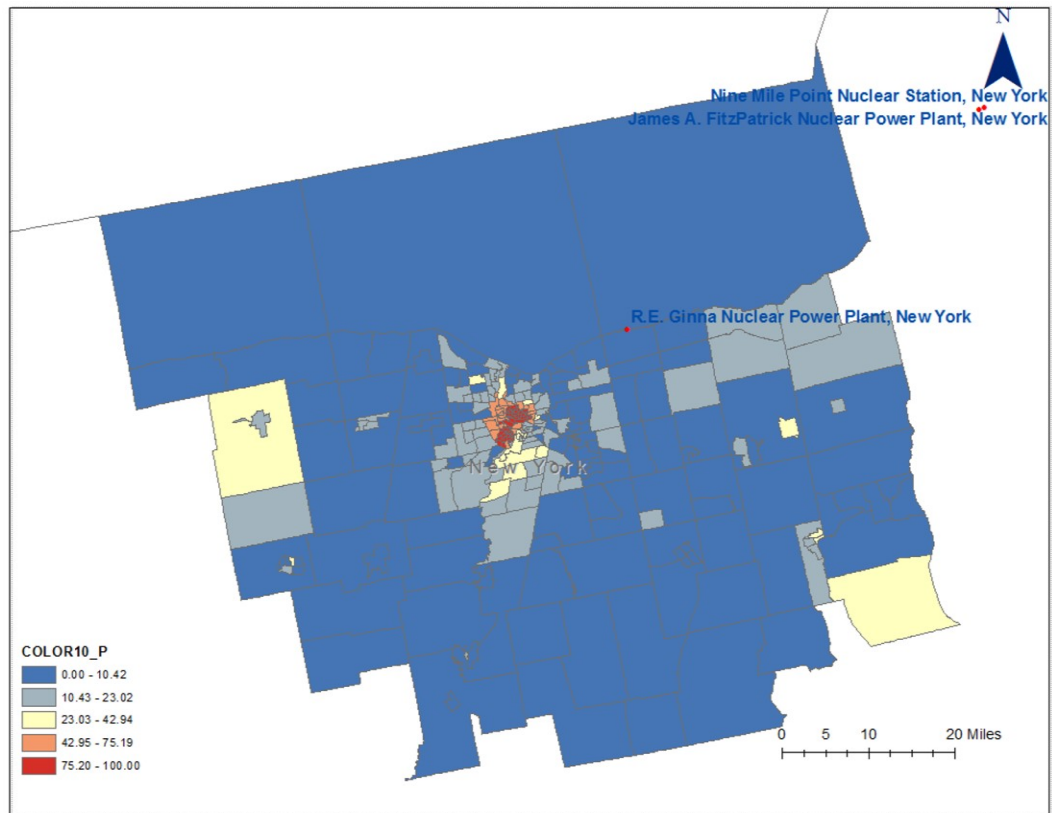 N
Nine Mile Point Nuclear Station, New York
James A. FitzPatrick Nuclear Power Plant, New York
R.E. Ginna Nuclear Power Plant, New York
New York
COLOR10_P
0.00 - 10.42
10.43 - 23.02
23.03 - 42.94
42.95 - 75.19
75.20 - 100.00
0 5 10 20 Miles